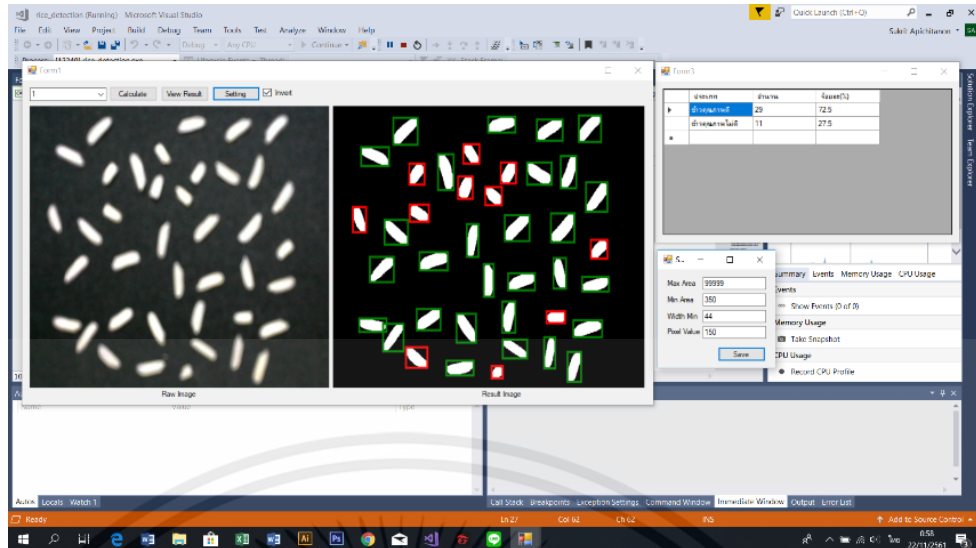 rice_detection (Running) Microsoft Visual Studio
Quick Launch (Ctrl+Q)
File Edit View Project Build Debug Team Tools Test Analyze Window Help
Sakrit Apichitanon
SA
Debug Any CPU Continue
Form1
Form3
1 Calculate View Result Setting Invert
ประเภท จำนวน ร้อยละ(%)
ข้าวคุณภาพดี 29 72.5
ข้าวคุณภาพไม่ดี 11 27.5
Solution Explorer
Team Explorer
S...
Max Area 99999
Min Area 350
Width Min 44
Pixel Value 150
Save
Summary Events Memory Usage CPU Usage
Events
Show Events (0 of 0)
Memory Usage
Take Snapshot
CPU Usage
Record CPU Profile
Raw Image
Result Image
Name Value Type
Autos Locals Watch 1
Call Stack Breakpoints Exception Settings Command Window Immediate Window Output Error List
Ready
Ln 27 Col 62 Ch 62 INS
Add to Source Control
0:58
22/11/2561